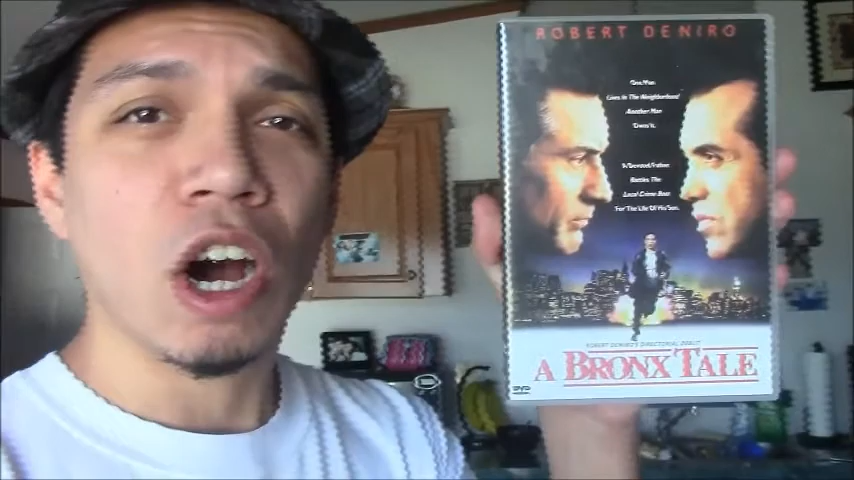 ROBERT DE NIRO
One Man
Lives In The Neighborhood
Another Man
Owns It.
A Devoted Father
Battles The
Local Crime Boss
For The Life Of His Son.
ROBERT DE NIRO'S DIRECTORIAL DEBUT
A BRONX TALE
DVD